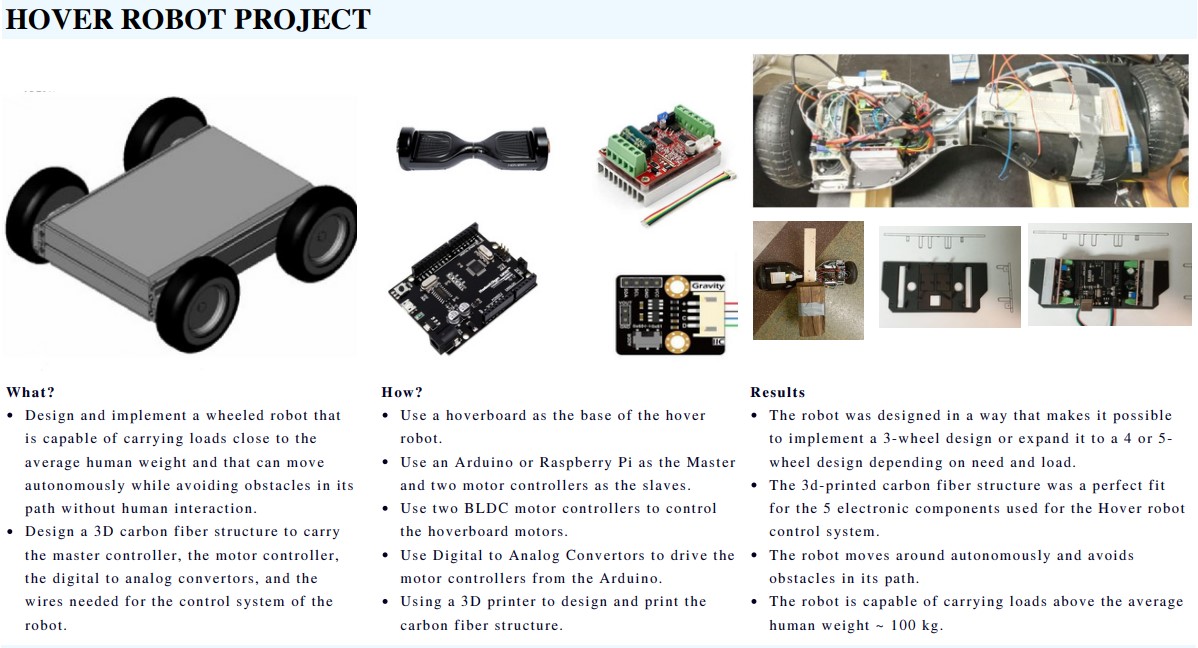 HOVER ROBOT PROJECT
Gravity
IIC
What?
• Design and implement a wheeled robot that
is capable of carrying loads close to the
average human weight and that can move
autonomously while avoiding obstacles in its
path without human interaction.
• Design a 3D carbon fiber structure to carry
the master controller, the motor controller,
the digital to analog convertors, and the
wires needed for the control system of the
robot.
How?
• Use a hoverboard as the base of the hover
robot.
• Use an Arduino or Raspberry Pi as the Master
and two motor controllers as the slaves.
• Use two BLDC motor controllers to control
the hoverboard motors.
• Use Digital to Analog Convertors to drive the
motor controllers from the Arduino.
• Using a 3D printer to design and print the
carbon fiber structure.
Results
• The robot was designed in a way that makes it possible
to implement a 3-wheel design or expand it to a 4 or 5-
wheel design depending on need and load.
• The 3d-printed carbon fiber structure was a perfect fit
for the 5 electronic components used for the Hover robot
control system.
• The robot moves around autonomously and avoids
obstacles in its path.
• The robot is capable of carrying loads above the average
human weight ~ 100 kg.